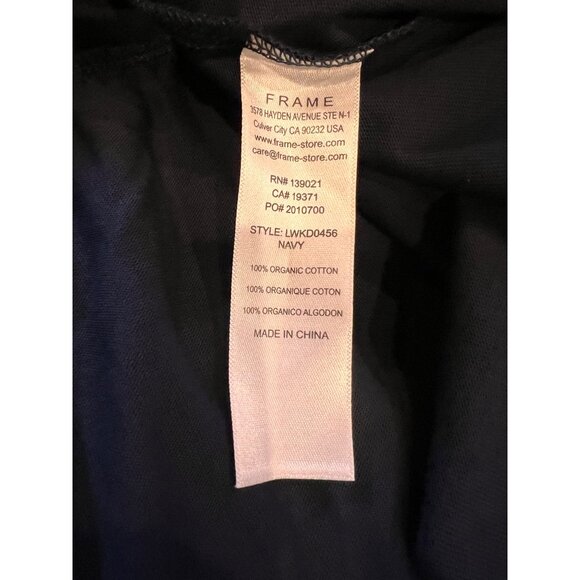 FRAME
3578 HAYDEN AVENUE STE N-1
Culver City CA 90232 USA
www.frame-store.com
care@frame-store.com
RN# 139021
CA# 19371
PO# 2010700
STYLE: LWKD0456
NAVY
100% ORGANIC COTTON
100% ORGANIQUE COTON
100% ORGANICO ALGODON
MADE IN CHINA